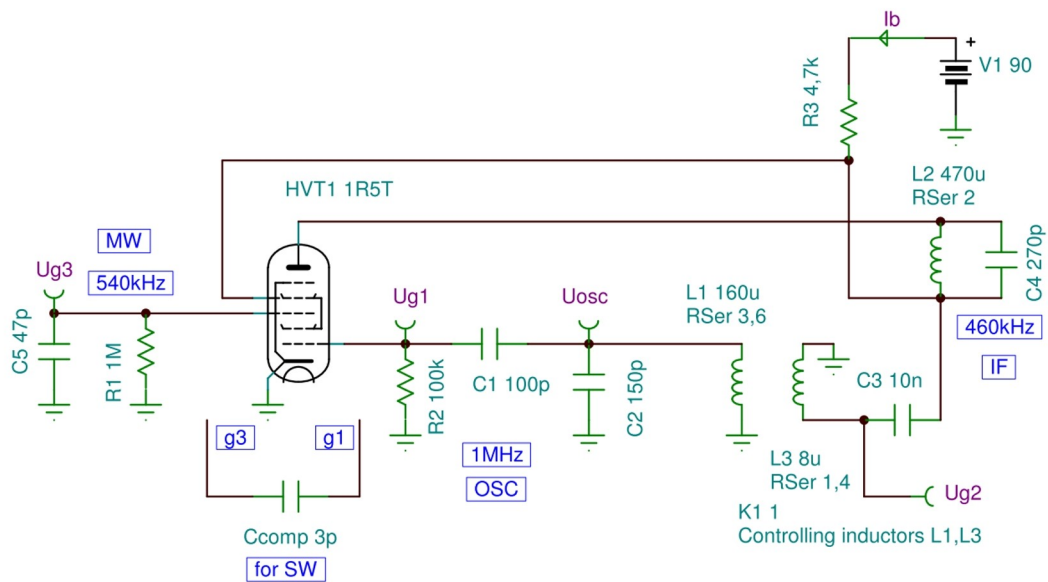 Ib
+
V1 90
R3 4,7k
HVT1 1R5T
L2 470u
RSer 2
C4 270p
MW
540kHz
Ug3
C5 47p
R1 1M
Ug1
Uosc
L1 160u
RSer 3,6
R2 100k
C1 100p
C2 150p
460kHz
IF
C3 10n
g3
g1
1MHz
OSC
L3 8u
RSer 1,4
Ug2
K1 1
Controlling inductors L1,L3
Ccomp 3p
for SW